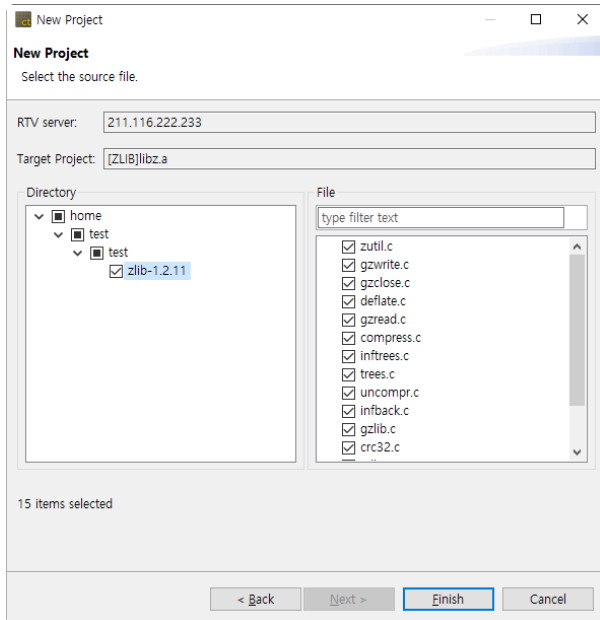 ct New Project
New Project
Select the source file.
RTV server: 211.116.222.233
Target Project: [ZLIB]libz.a
Directory
home
test
test
zlib-1.2.11
File
type filter text
zutil.c
gzwrite.c
gzclose.c
deflate.c
gzread.c
compress.c
inftrees.c
trees.c
uncompr.c
infback.c
gzlib.c
crc32.c
15 items selected
< Back Next > Finish Cancel